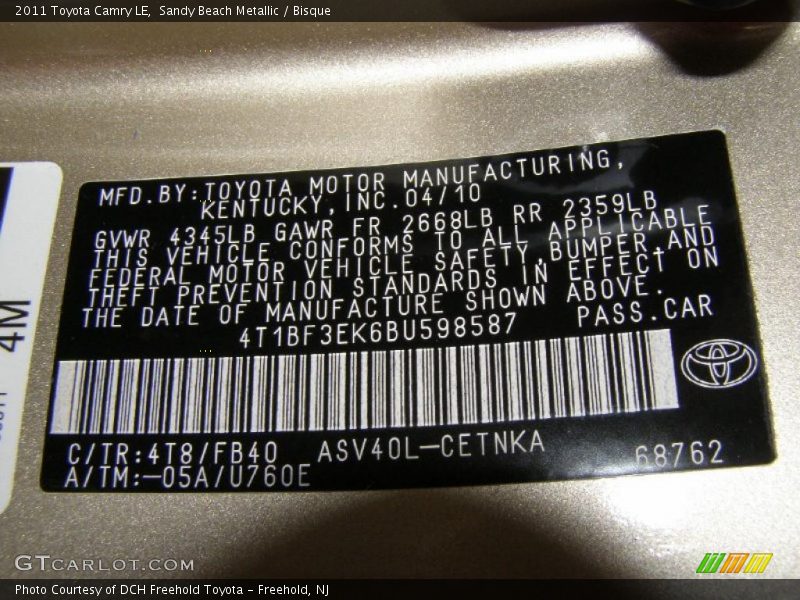 2011 Toyota Camry LE,  Sandy Beach Metallic / Bisque
MFD.BY:TOYOTA MOTOR MANUFACTURING,
KENTUCKY,INC.04/10
GVWR 4345LB GAWR FR 2668LB RR 2359LB
THIS VEHICLE CONFORMS TO ALL APPLICABLE
FEDERAL MOTOR VEHICLE SAFETY,BUMPER,AND
THEFT PREVENTION STANDARDS IN EFFECT ON
THE DATE OF MANUFACTURE SHOWN ABOVE.
4T1BF3EK6BU598587 PASS.CAR
C/TR:4T8/FB40 ASV40L-CETNKA
A/TM:-05A/U760E 68762
4M
GTCARLOT.COM
Photo Courtesy of DCH Freehold Toyota - Freehold, NJ